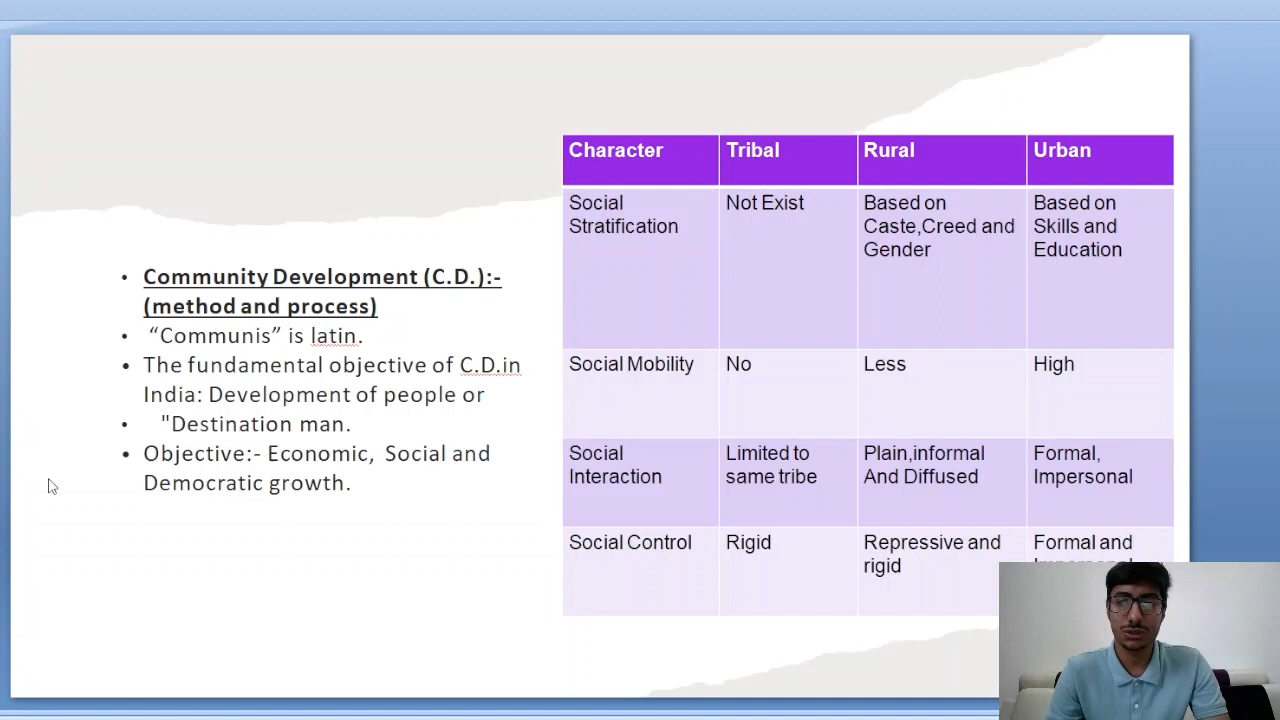 Community Development (C.D.):-
(method and process)
“Communis” is latin.
The fundamental objective of C.D.in
India: Development of people or
"Destination man.
Objective:- Economic, Social and
Democratic growth.
Character Tribal Rural Urban
Social Not Exist Based on Based on
Stratification Caste,Creed and Skills and
Gender Education
Social Mobility No Less High
Social Limited to Plain,informal Formal,
Interaction same tribe And Diffused Impersonal
Social Control Rigid Repressive and Formal and
rigid